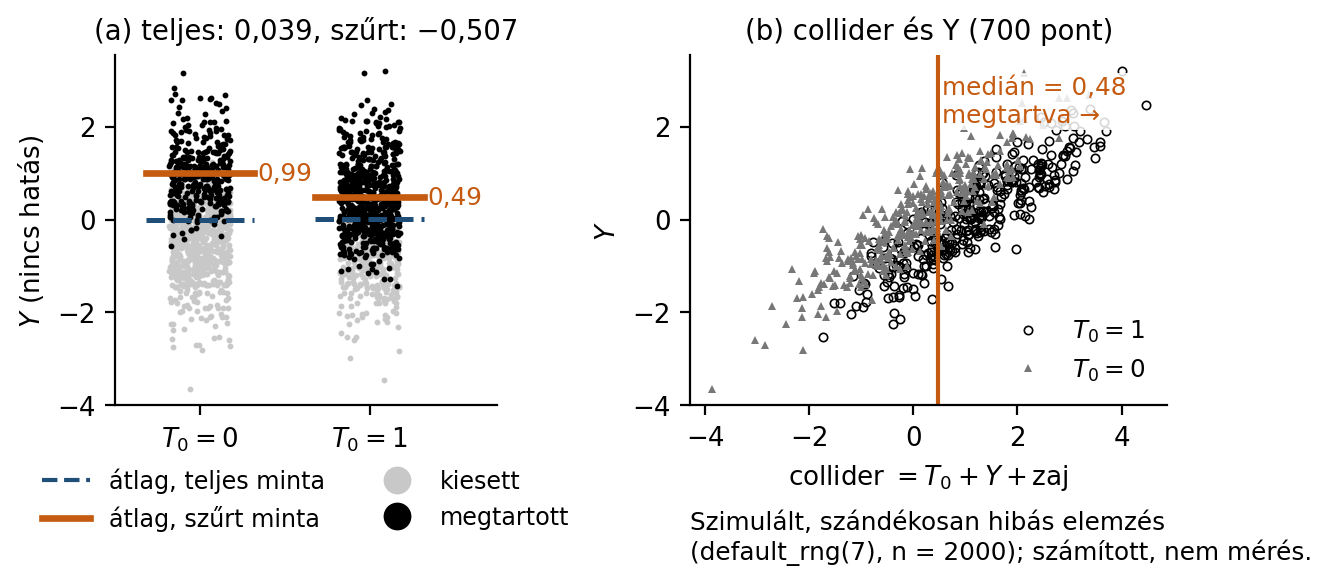 (a) teljes: 0,039, szűrt: −0,507
Y (nincs hatás)
2
0
−2
−4
0,99
0,49
T₀ = 0
T₀ = 1
átlag, teljes minta
átlag, szűrt minta
kiesett
megtartott
(b) collider és Y (700 pont)
Y
2
0
−2
−4
medián = 0,48
megtartva →
T₀ = 1
T₀ = 0
−4
−2
0
2
4
collider = T₀ + Y + zaj
Szimulált, szándékosan hibás elemzés
(default_rng(7), n = 2000); számított, nem mérés.